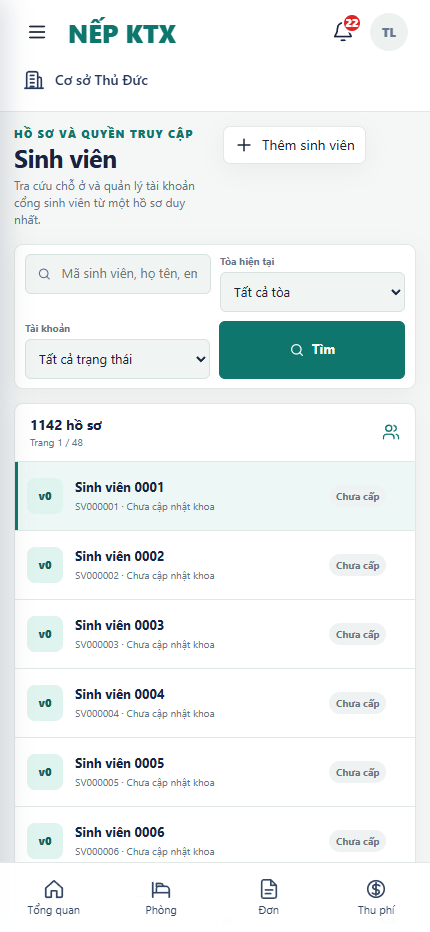 NẾP KTX
22
TL
Cơ sở Thủ Đức
HỒ SƠ VÀ QUYỀN TRUY CẬP
Sinh viên
Tra cứu chỗ ở và quản lý tài khoản
cổng sinh viên từ một hồ sơ duy
nhất.
Thêm sinh viên
Mã sinh viên, họ tên, en
Tòa hiện tại
Tất cả tòa
Tài khoản
Tất cả trạng thái
Tìm
1142 hồ sơ
Trang 1 / 48
v0
Sinh viên 0001
SV000001 · Chưa cập nhật khoa
Chưa cấp
v0
Sinh viên 0002
SV000002 · Chưa cập nhật khoa
Chưa cấp
v0
Sinh viên 0003
SV000003 · Chưa cập nhật khoa
Chưa cấp
v0
Sinh viên 0004
SV000004 · Chưa cập nhật khoa
Chưa cấp
v0
Sinh viên 0005
SV000005 · Chưa cập nhật khoa
Chưa cấp
v0
Sinh viên 0006
SV000006 · Chưa cập nhật khoa
Chưa cấp
Tổng quan
Phòng
Đơn
Thu phí